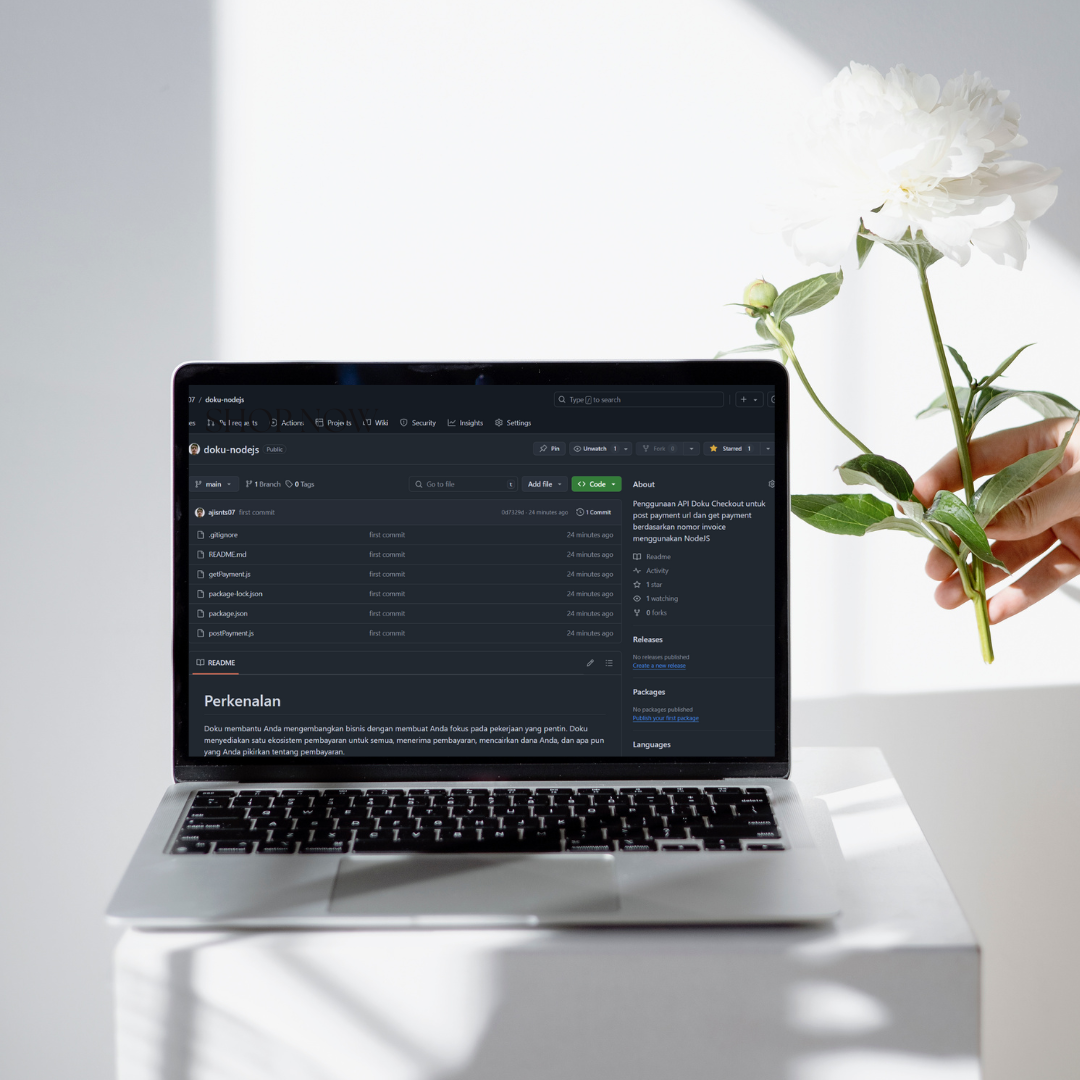 07 / doku-nodejs
Type / to search
SHOP NOW
Actions Projects Wiki Security Insights Settings
doku-nodejs Public
Pin Unwatch 1 Fork 0 Starred 1
main 1 Branch 0 Tags
Go to file t Add file Code
ajisnts07 first commit 0d7329d · 24 minutes ago 1 Commit
.gitignore first commit 24 minutes ago
README.md first commit 24 minutes ago
getPayment.js first commit 24 minutes ago
package-lock.json first commit 24 minutes ago
package.json first commit 24 minutes ago
postPayment.js first commit 24 minutes ago
README
Perkenalan
Doku membantu Anda mengembangkan bisnis dengan membuat Anda fokus pada pekerjaan yang pentin. Doku
menyediakan satu ekosistem pembayaran untuk semua, menerima pembayaran, mencairkan dana Anda, dan apa pun
yang Anda pikirkan tentang pembayaran.
About
Penggunaan API Doku Checkout untuk
post payment url dan get payment
berdasarkan nomor invoice
menggunakan NodeJS
Readme
Activity
1 star
1 watching
0 forks
Releases
No releases published
Create a new release
Packages
No packages published
Publish your first package
Languages